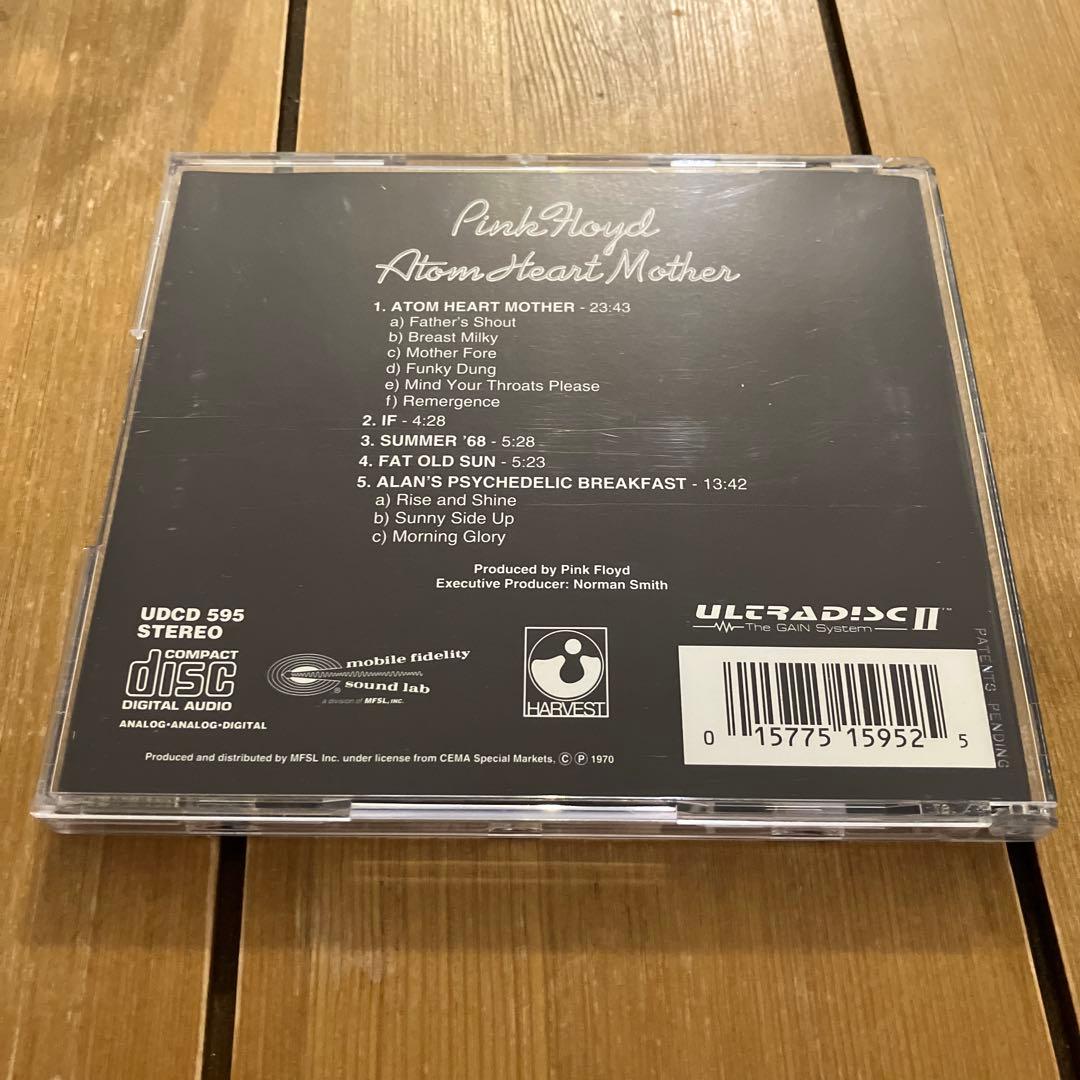 Pink Floyd
Atom Heart Mother
1. ATOM HEART MOTHER - 23:43
a) Father's Shout
b) Breast Milky
c) Mother Fore
d) Funky Dung
e) Mind Your Throats Please
f) Remergence
2. IF - 4:28
3. SUMMER '68 - 5:28
4. FAT OLD SUN - 5:23
5. ALAN'S PSYCHEDELIC BREAKFAST - 13:42
a) Rise and Shine
b) Sunny Side Up
c) Morning Glory
Produced by Pink Floyd
Executive Producer: Norman Smith
UDCD 595
STEREO
COMPACT
disc
DIGITAL AUDIO
ANALOG•ANALOG•DIGITAL
mobile fidelity
sound lab
®
a division of MFSL, INC.
HARVEST
ULTRADISC II™
The GAIN System
0 15775 15952 5
PATENTS PENDING
Produced and distributed by MFSL Inc. under license from CEMA Special Markets, Ⓒ Ⓟ 1970